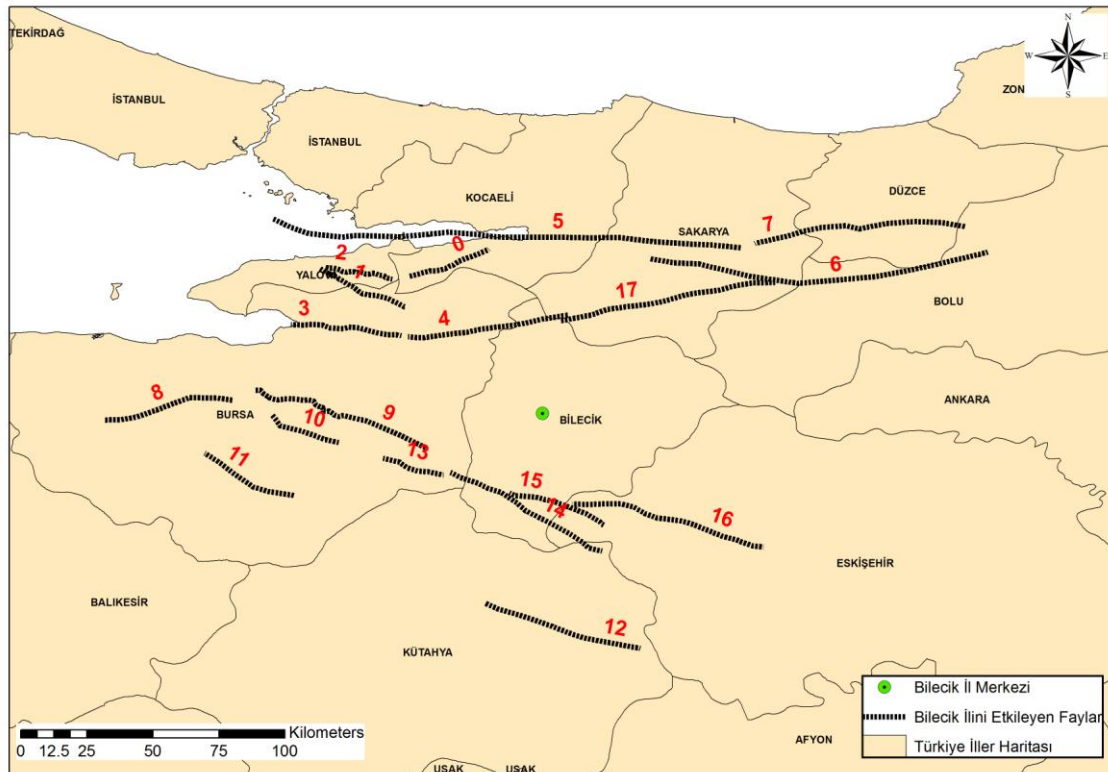 TEKİRDAĞ
N
W
E
S
ZON
İSTANBUL
İSTANBUL
KOCAELİ
DÜZCE
5
SAKARYA
7
0
2
1
YALOVA
6
17
BOLU
3
4
8
9
BURSA
10
BİLECİK
ANKARA
11
13
15
14
16
ESKİŞEHİR
BALIKESİR
12
KÜTAHYA
Bilecik İl Merkezi
Bilecik İlini Etkileyen Faylar
Türkiye İller Haritası
Kilometers
0 12.5 25 50 75 100
AFYON
UŞAK
UŞAK